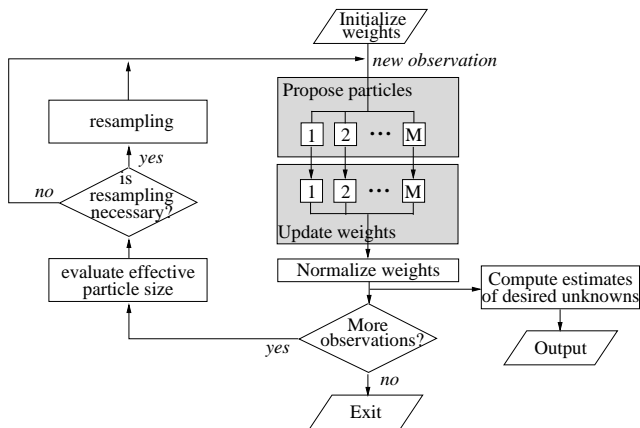 Initialize
weights
new observation
Propose particles
1 2 ••• M
1 2 ••• M
Update weights
Normalize weights
Compute estimates
of desired unknowns
Output
More
observations?
yes
no
Exit
evaluate effective
particle size
is
resampling
necessary?
no
yes
resampling